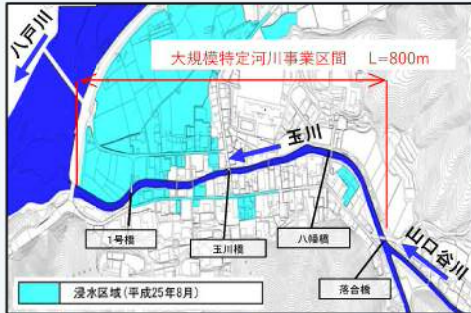 八戸川
大規模特定河川事業区間 L=800m
玉川
1号橋
玉川橋
八幡橋
山口谷川
落合橋
浸水区域(平成25年8月)